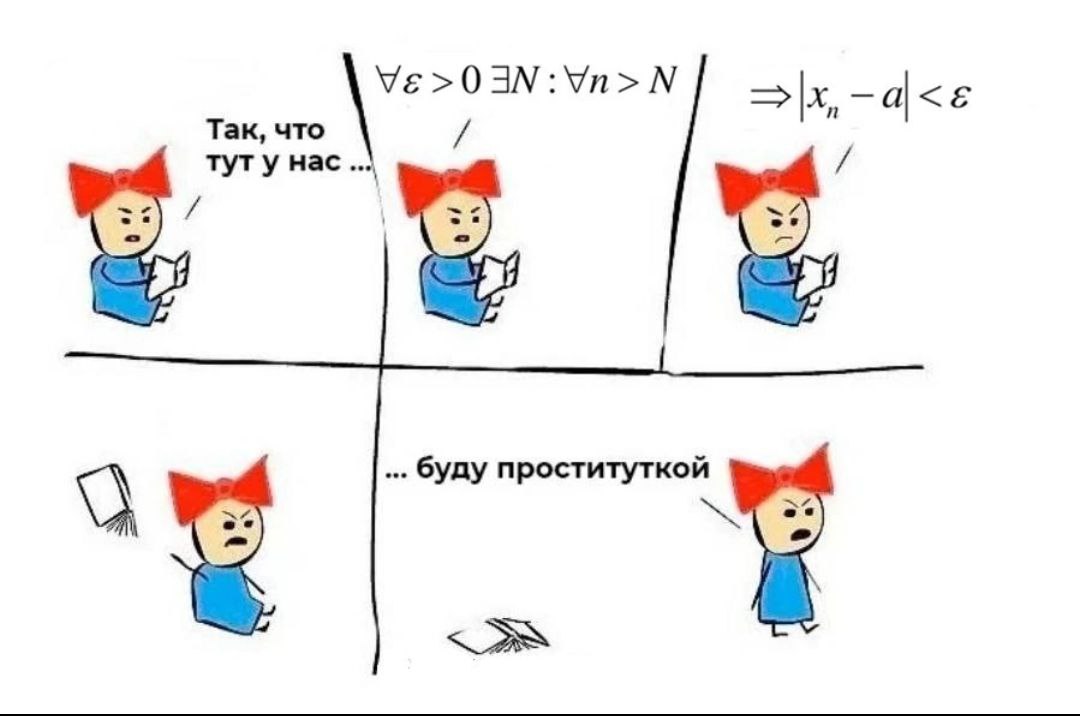 Так, что
тут у нас ...
∀ε > 0 ∃N : ∀n > N
⇒|xₙ − a| < ε
... буду проституткой